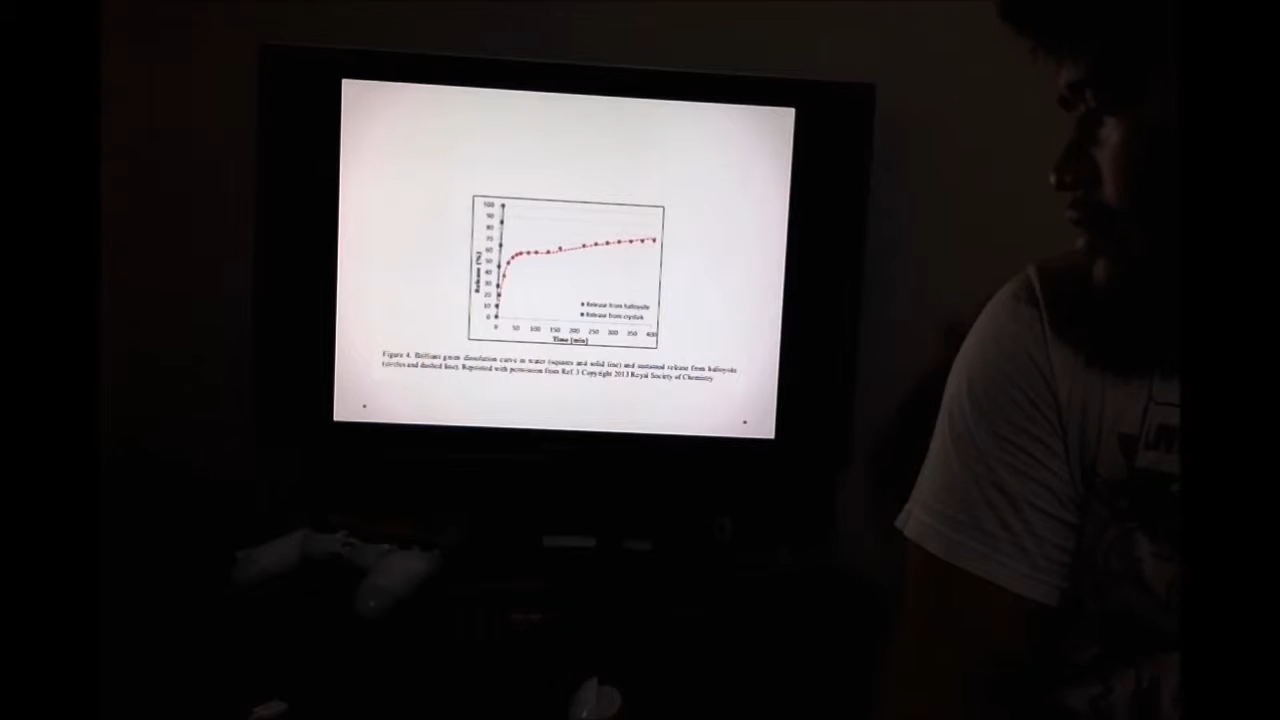 100
90
80
70
60
50
40
30
20
10
0
Release (%)
0 50 100 150 200 250 300 350 400
Time [min]
Release from halloysite
Release from crystals
Figure 4. Brilliant green dissolution curve in water (squares and solid line) and sustained release from halloysite
(circles and dashed line). Reprinted with permission from Ref. 3 Copyright 2013 Royal Society of Chemistry